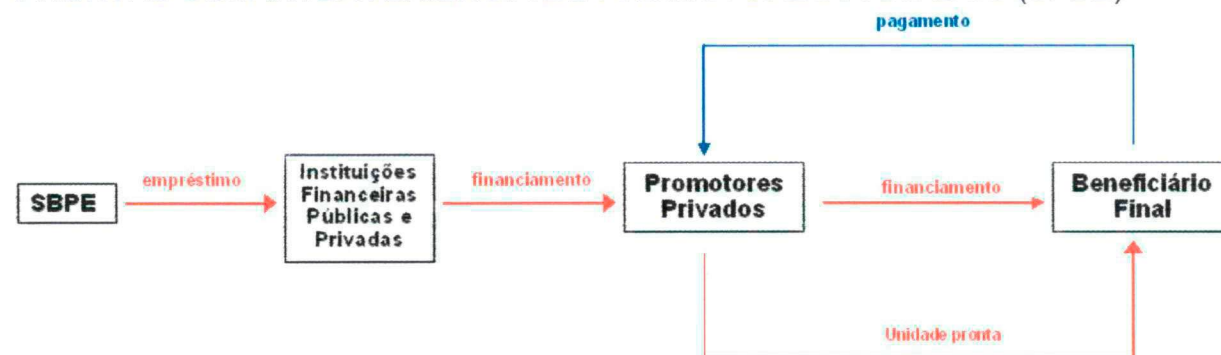 pagamento
SBPE
empréstimo
Instituições
Financeiras
Públicas e
Privadas
financiamento
Promotores
Privados
financiamento
Beneficiário
Final
Unidade pronta